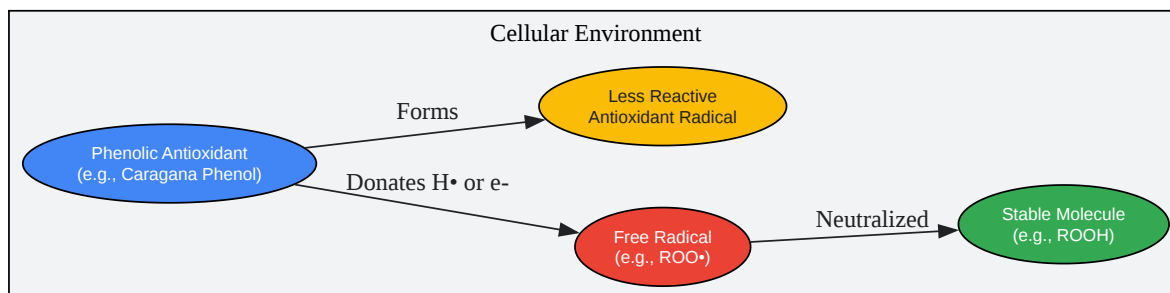 Cellular Environment
Less Reactive
Antioxidant Radical
Forms
Phenolic Antioxidant
(e.g., Caragana Phenol)
Donates H• or e-
Free Radical
(e.g., ROO•)
Neutralized
Stable Molecule
(e.g., ROOH)